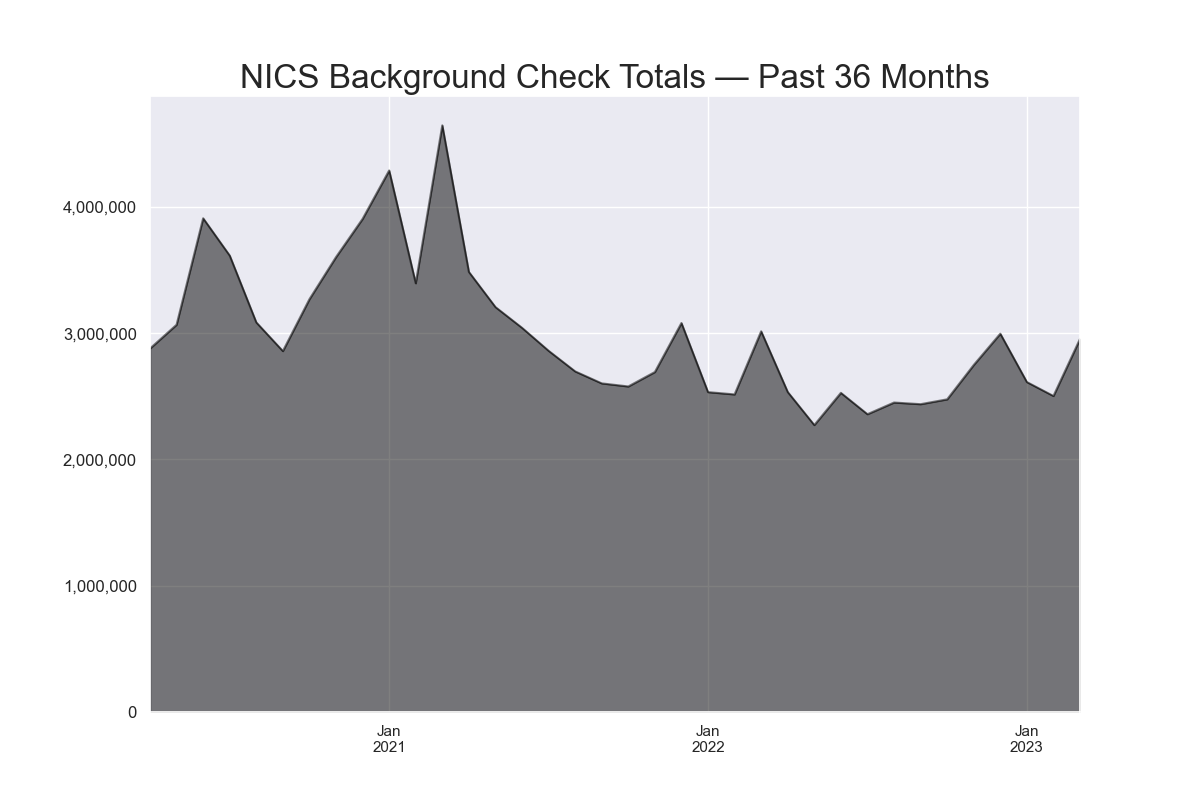 NICS Background Check Totals — Past 36 Months
4,000,000
3,000,000
2,000,000
1,000,000
0
Jan
2021
Jan
2022
Jan
2023